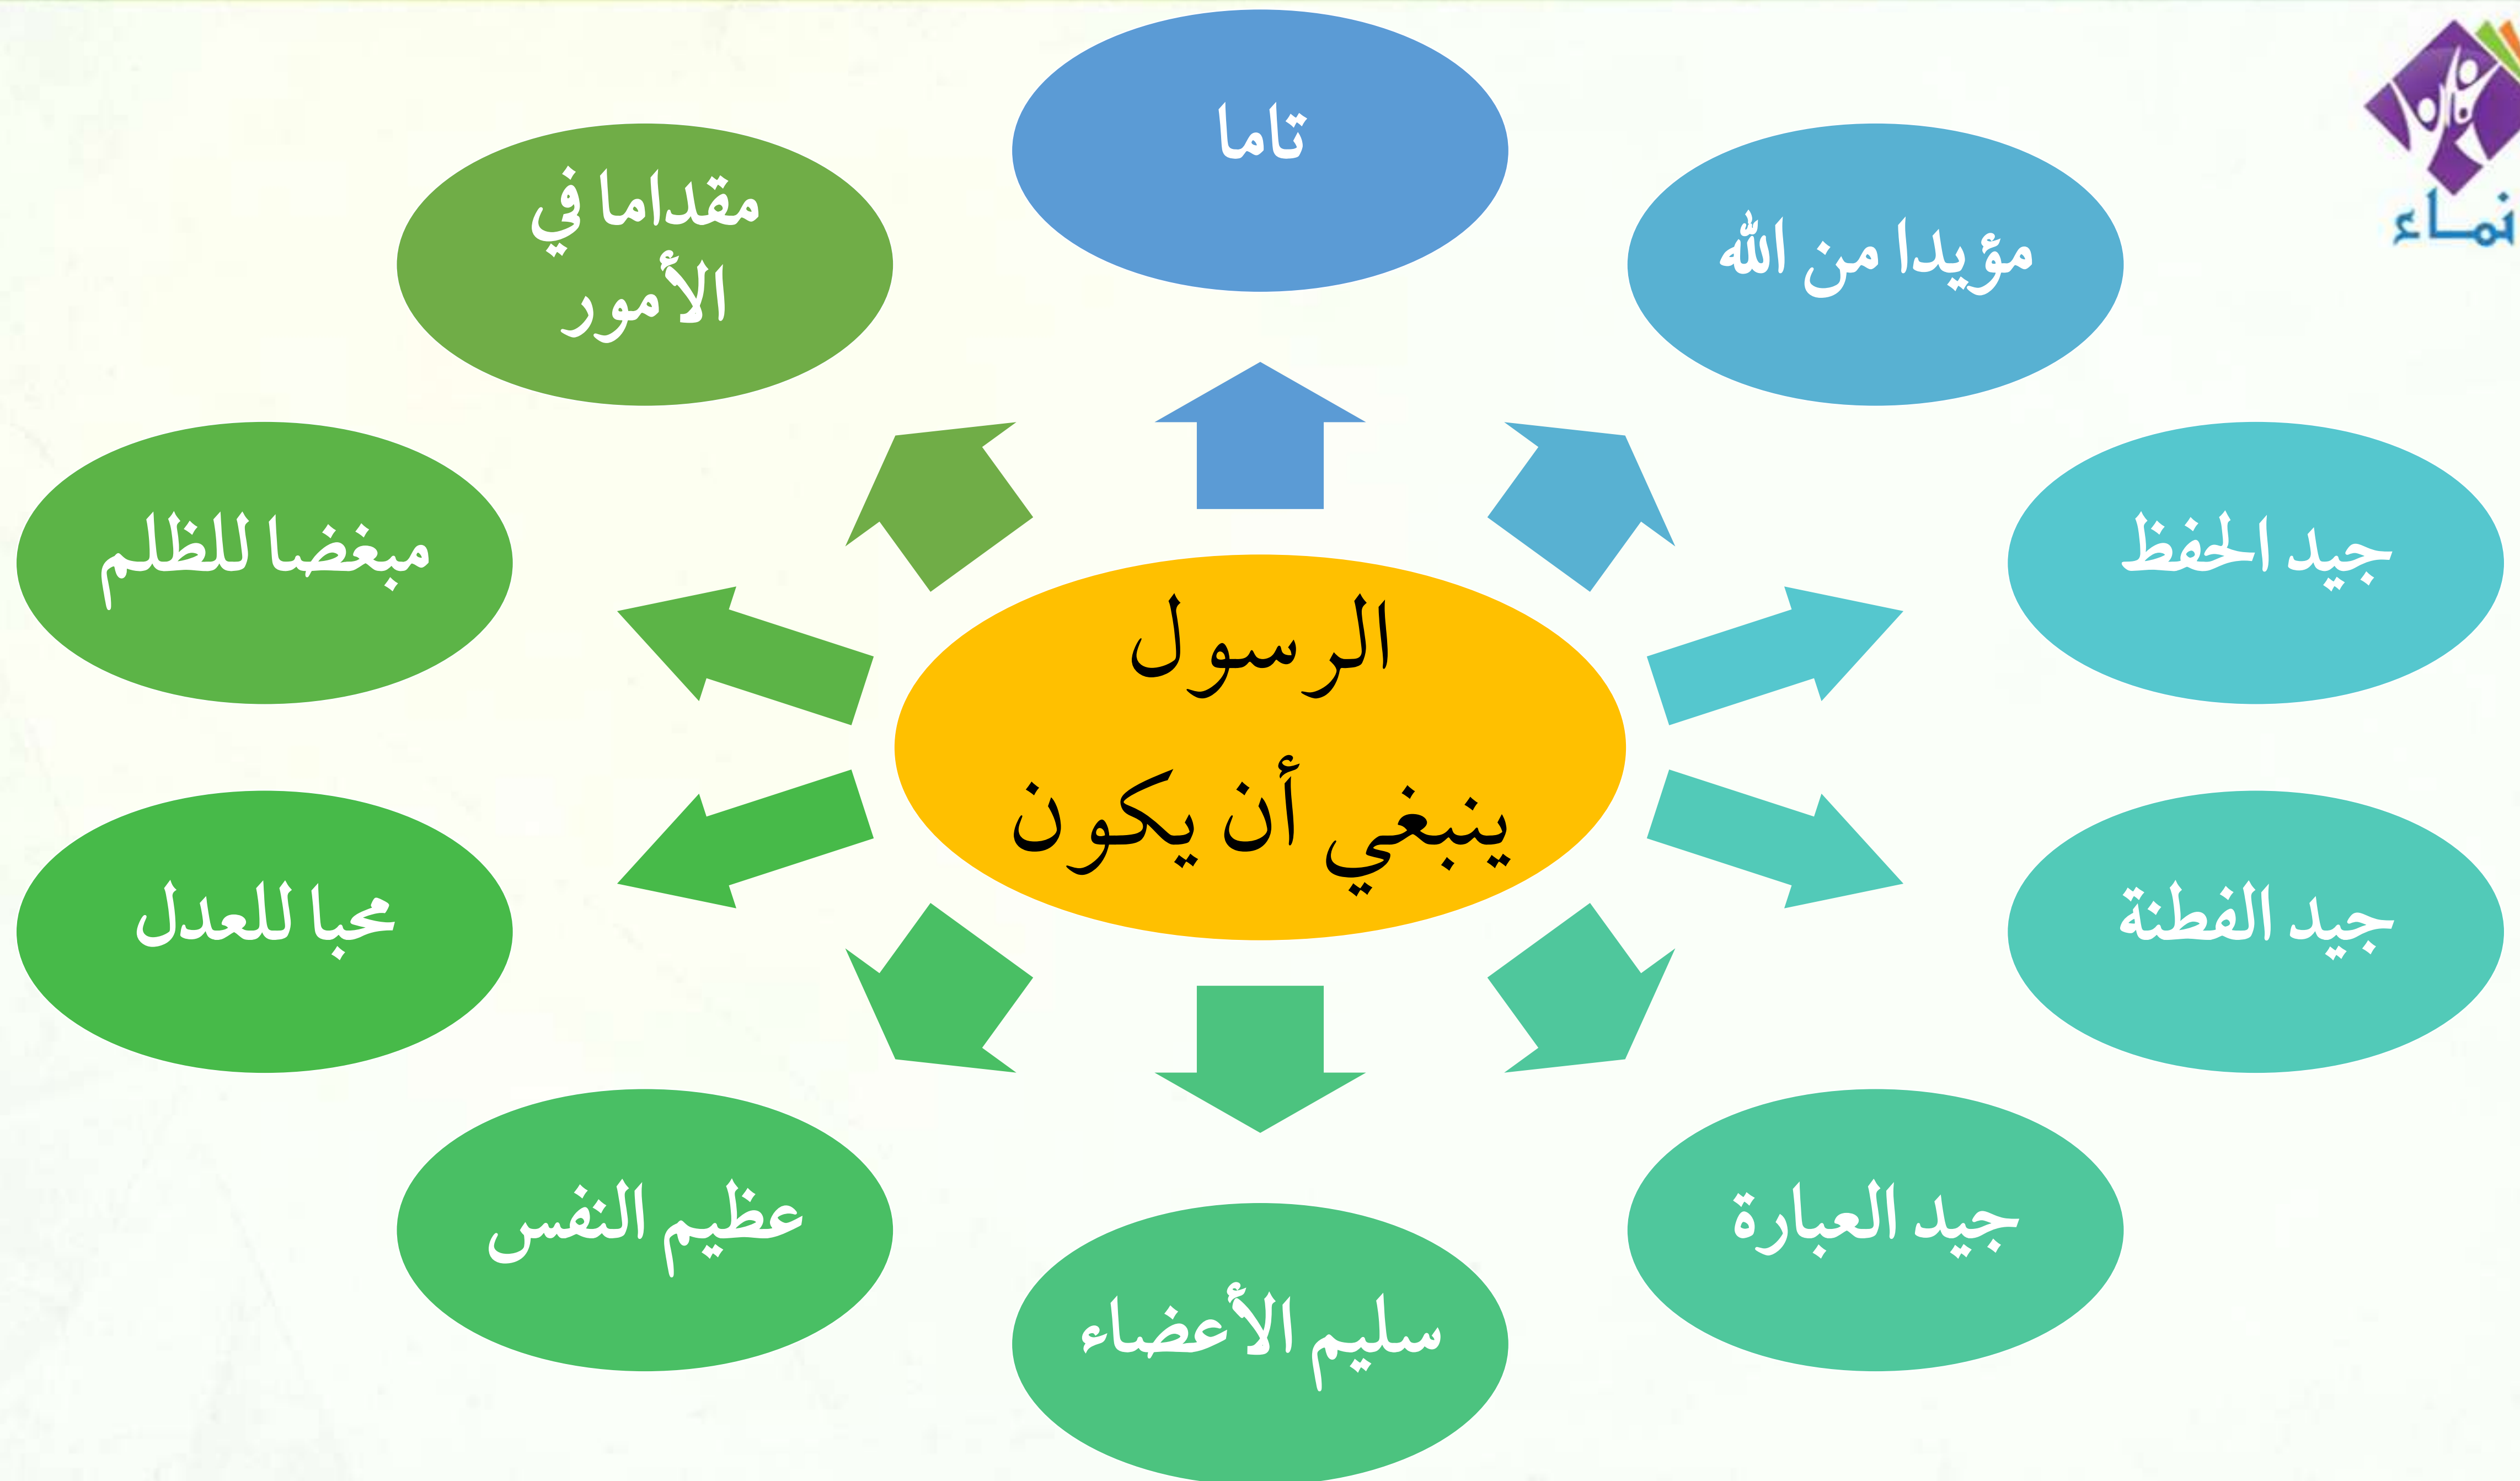 تاما
مؤيدا من الله
جيد الحفظ
جيد الفطنة
جيد العبارة
سليم الأعضاء
عظيم النفس
محبا للعدل
مبغضا للظلم
مقداما في
الأمور
الرسول
ينبغي أن يكون
نماء